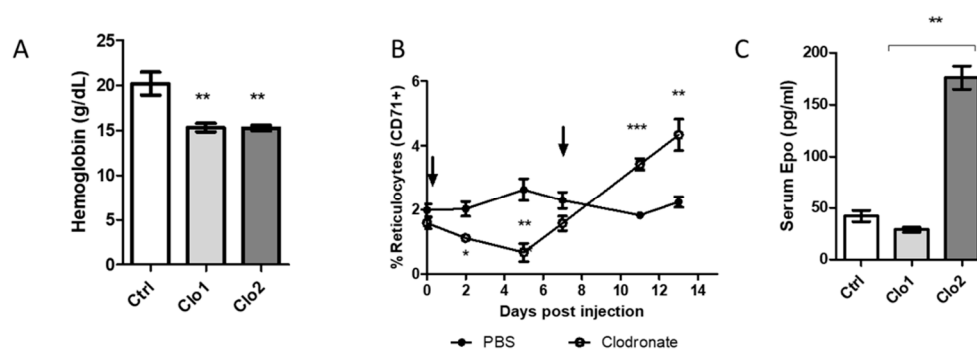 A
Hemoglobin (g/dL)
25
20
15
10
5
0
**
**
Ctrl
Clo1
Clo2
B
% Reticulocytes (CD71+)
6
4
2
0
*
**
***
**
0
2
4
6
8
10
12
14
Days post injection
PBS
Clodronate
C
Serum Epo (pg/ml)
200
150
100
50
0
**
Ctrl
Clo1
Clo2